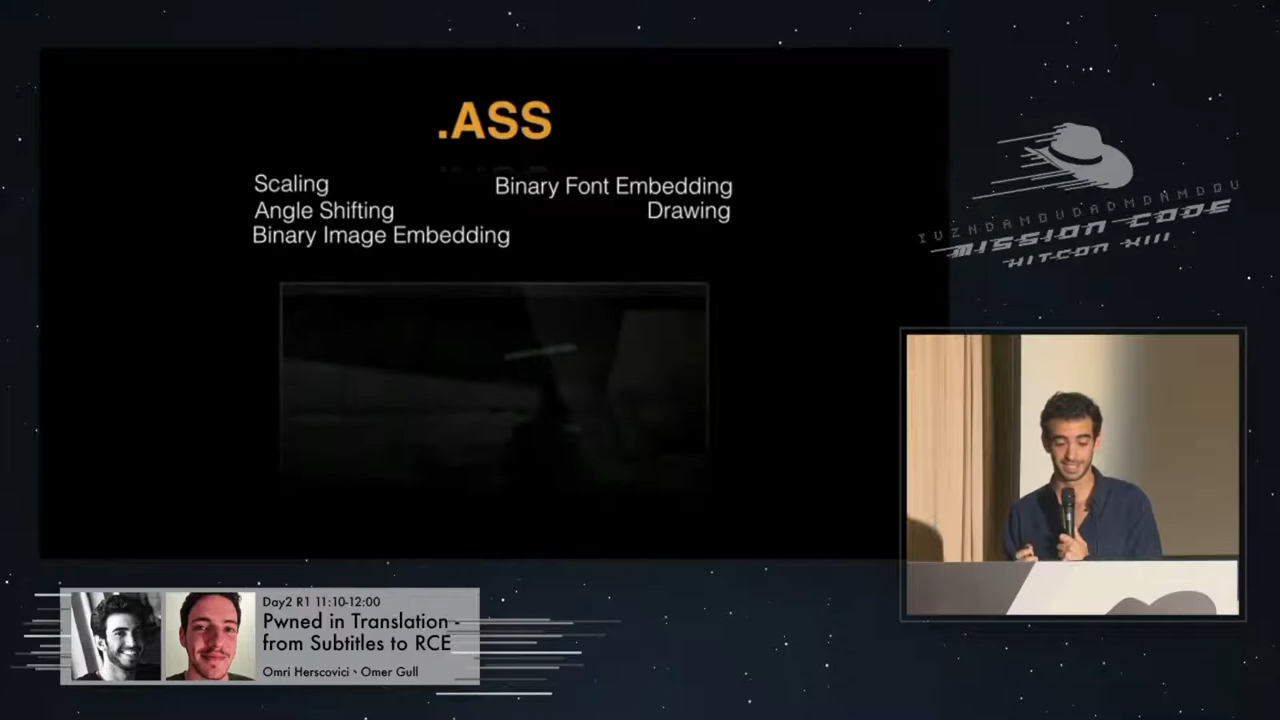 .ASS
Scaling
Angle Shifting
Binary Image Embedding
Binary Font Embedding
Drawing
MISSION CODE
HITCON XIII
Day2 R1 11:10-12:00
Pwned in Translation -
from Subtitles to RCE
Omri Herscovici、Omer Gull